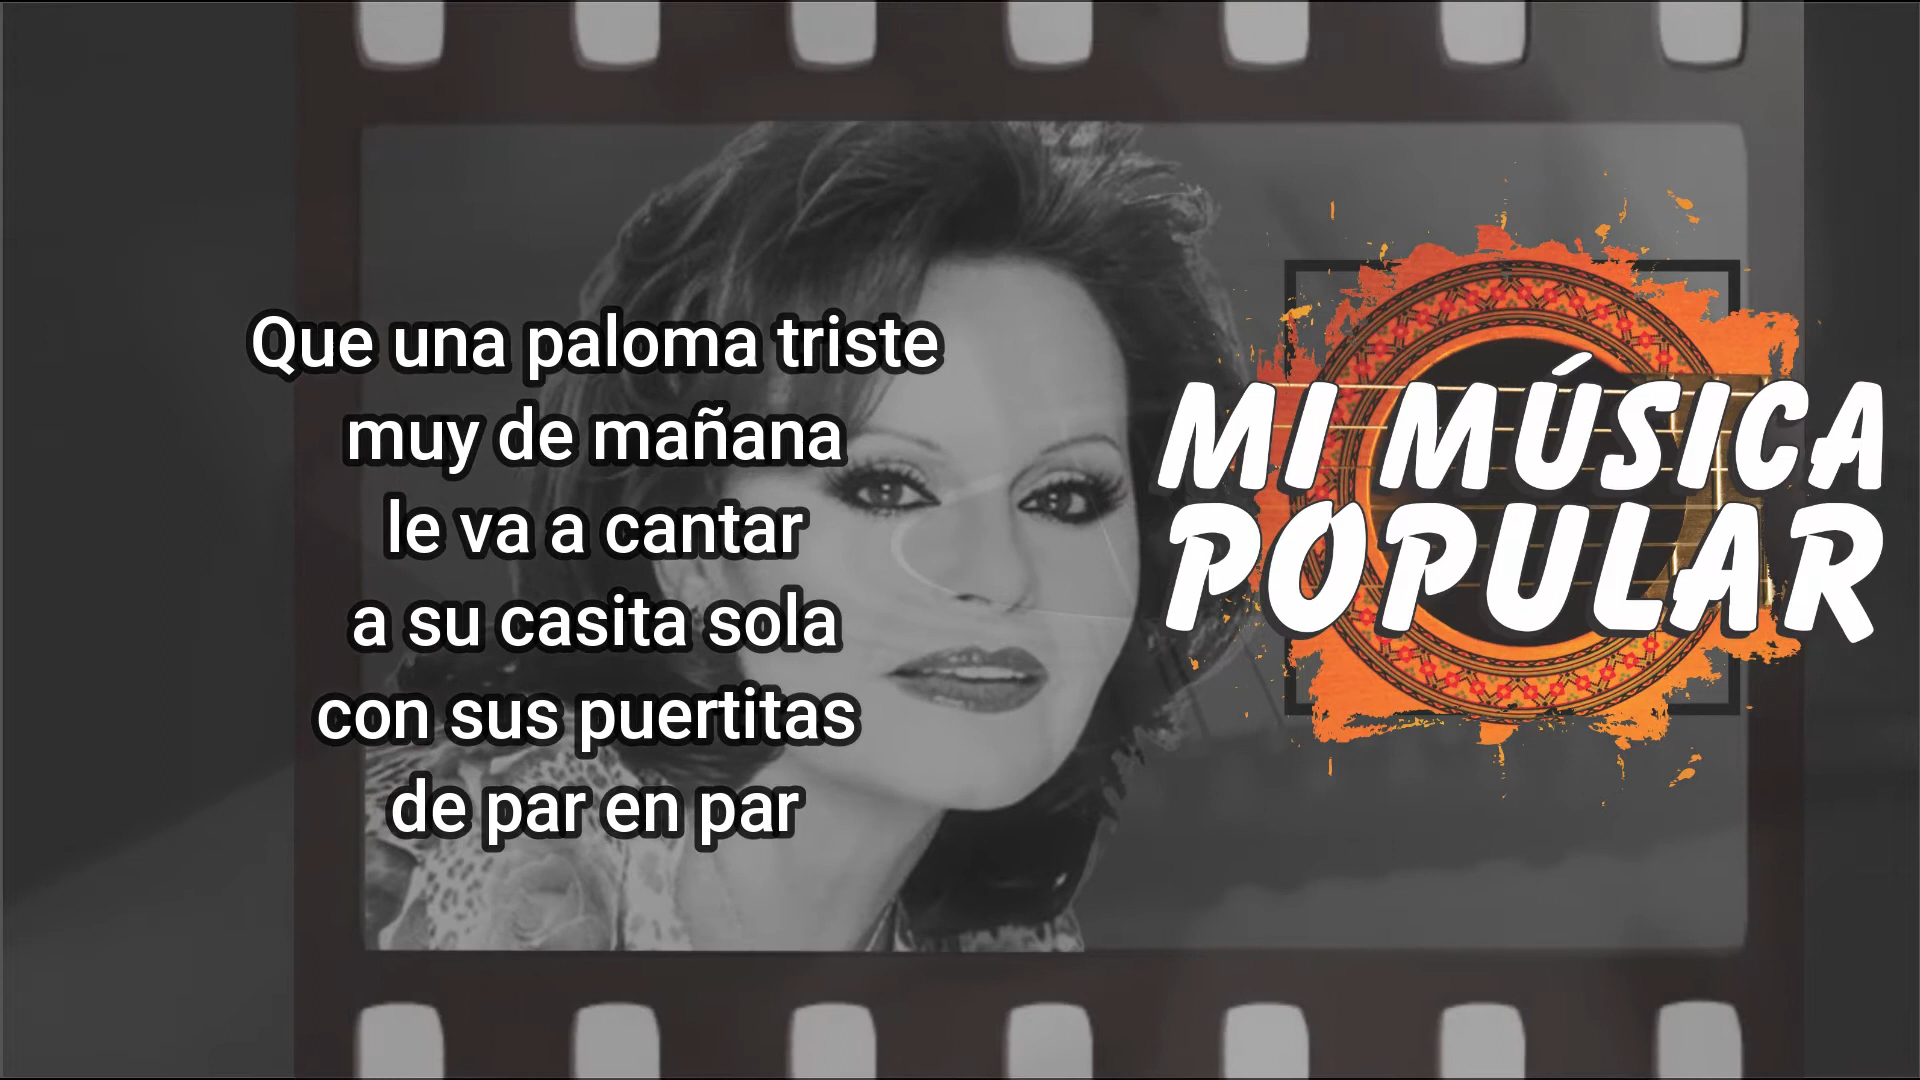 Que una paloma triste
muy de mañana
le va a cantar
a su casita sola
con sus puertitas
de par en par
MI MÚSICA
POPULAR